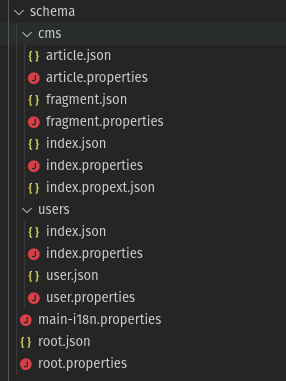 schema
cms
article.json
article.properties
fragment.json
fragment.properties
index.json
index.properties
index.propext.json
users
index.json
index.properties
user.json
user.properties
main-i18n.properties
root.json
root.properties